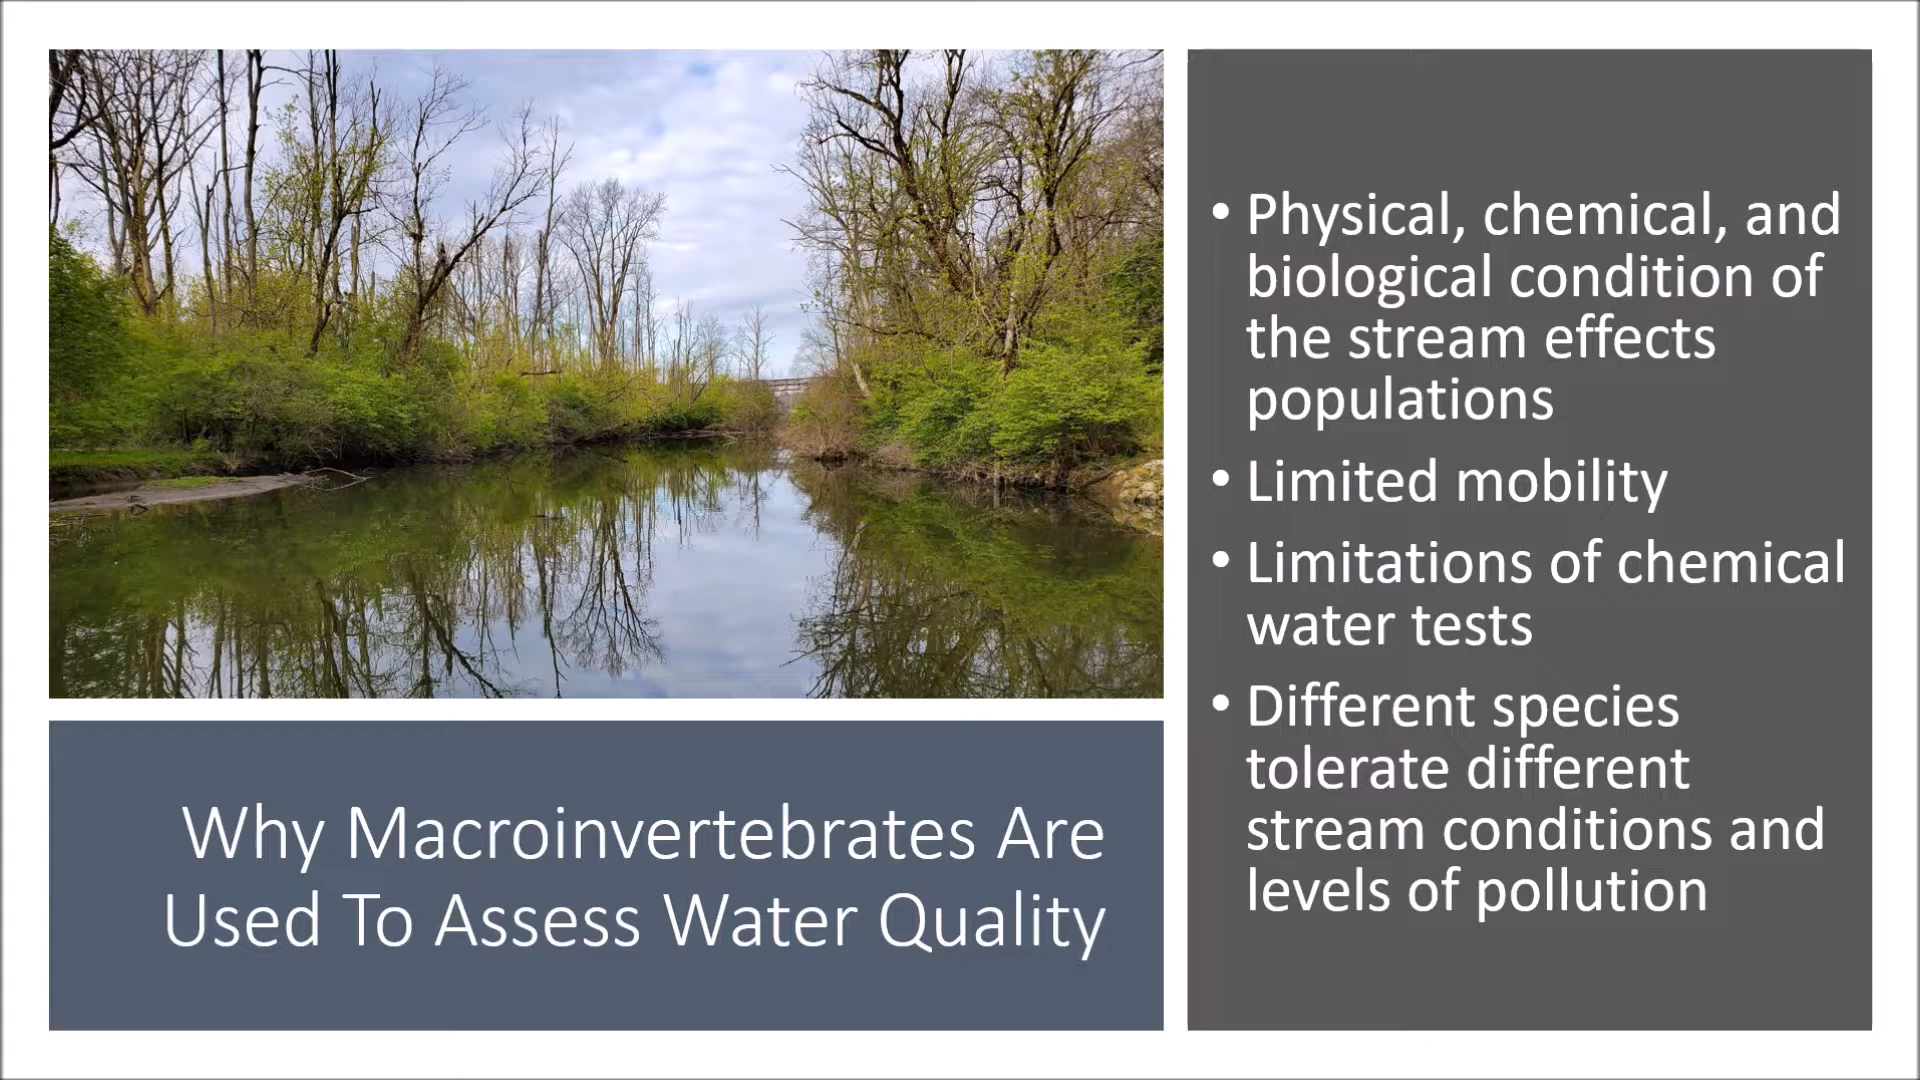 Why Macroinvertebrates Are
Used To Assess Water Quality
• Physical, chemical, and
biological condition of
the stream effects
populations
• Limited mobility
• Limitations of chemical
water tests
• Different species
tolerate different
stream conditions and
levels of pollution